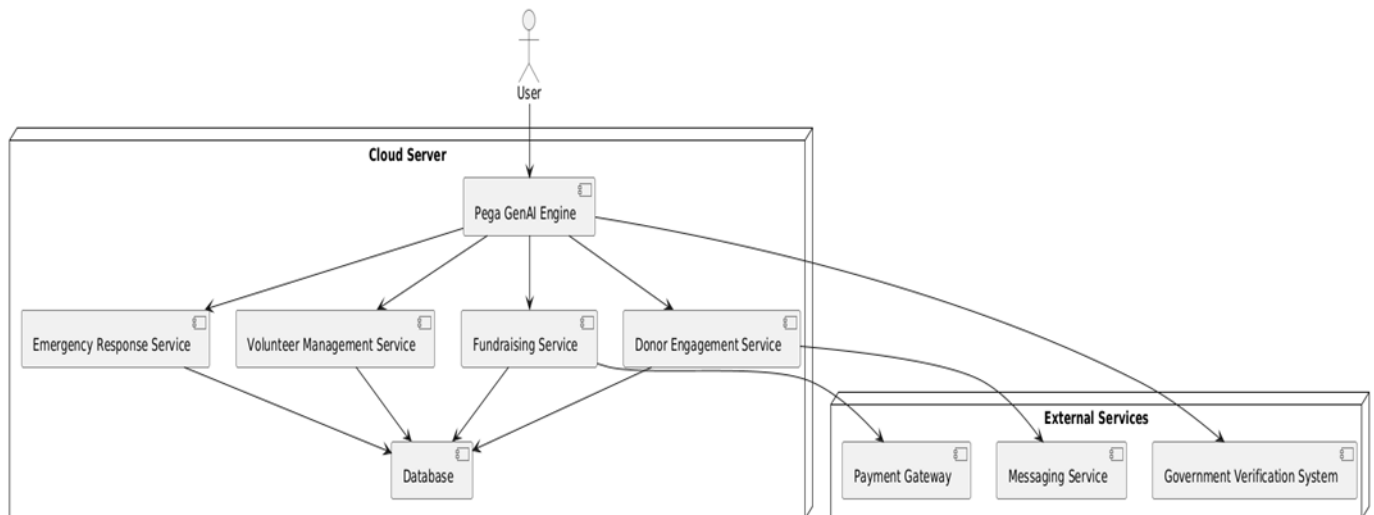 User
Cloud Server
Pega GenAI Engine
Emergency Response Service
Volunteer Management Service
Fundraising Service
Donor Engagement Service
External Services
Database
Payment Gateway
Messaging Service
Government Verification System